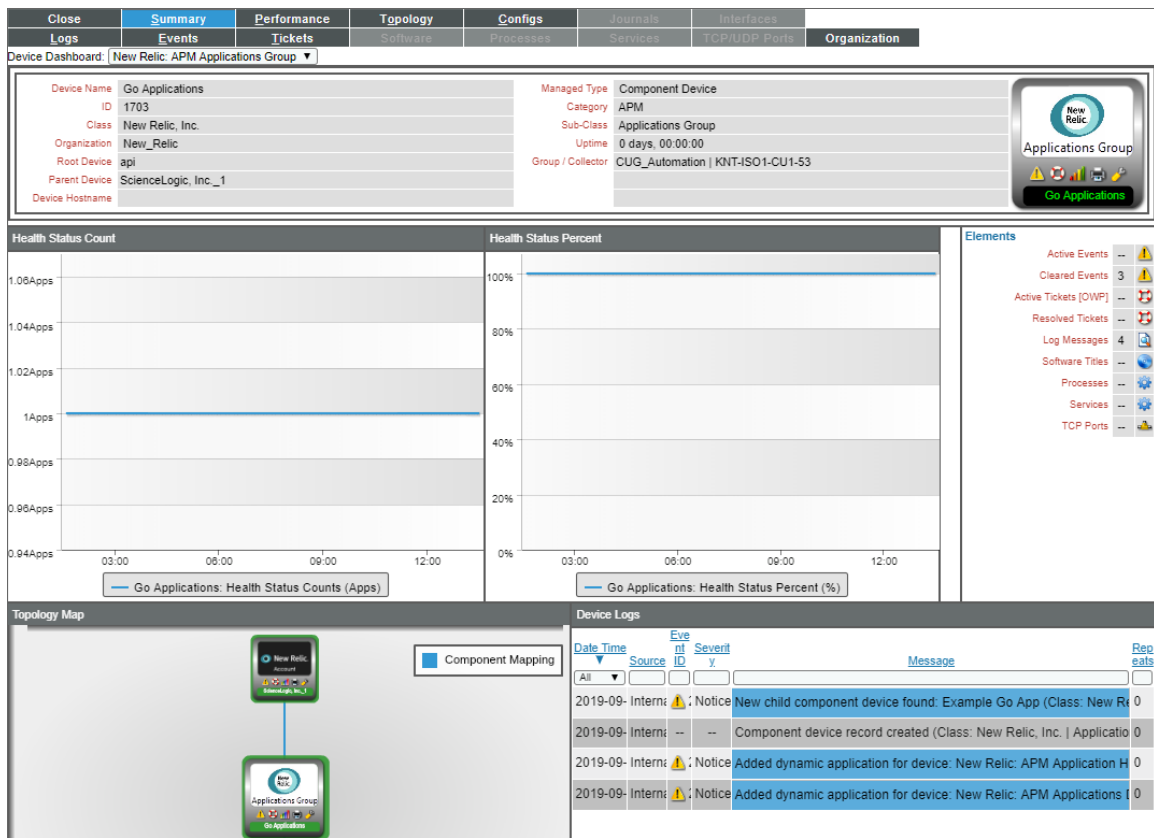 Close Summary Performance Topology Configs Journals Interfaces
Logs Events Tickets Software Processes Services TCP/UDP Ports Organization
Device Dashboard: New Relic: APM Applications Group ▼
Device Name Go Applications Managed Type Component Device
ID 1703 Category APM
Class New Relic, Inc. Sub-Class Applications Group
Organization New_Relic Uptime 0 days, 00:00:00
Root Device api Group / Collector CUG_Automation | KNT-ISO1-CU1-53
Parent Device ScienceLogic, Inc._1
Device Hostname
New
Relic.
Applications Group
Go Applications
Health Status Count
1.06Apps
1.04Apps
1.02Apps
1Apps
0.98Apps
0.96Apps
0.94Apps
03:00 06:00 09:00 12:00
Go Applications: Health Status Counts (Apps)
Health Status Percent
100%
80%
60%
40%
20%
0%
03:00 06:00 09:00 12:00
Go Applications: Health Status Percent (%)
Elements
Active Events --
Cleared Events 3
Active Tickets [OWP] --
Resolved Tickets --
Log Messages 4
Software Titles --
Processes --
Services --
TCP Ports --
Topology Map
New Relic
Account
ScienceLogic, Inc._1
Component Mapping
New
Relic.
Applications Group
Go Applications
Device Logs
Date Time ▼ Source Event ID Severity Message Repeats
All ▼
2019-09- Interna Notice New child component device found: Example Go App (Class: New Re 0
2019-09- Interna -- -- Component device record created (Class: New Relic, Inc. | Applicatio 0
2019-09- Interna Notice Added dynamic application for device: New Relic: APM Application H 0
2019-09- Interna Notice Added dynamic application for device: New Relic: APM Applications 0